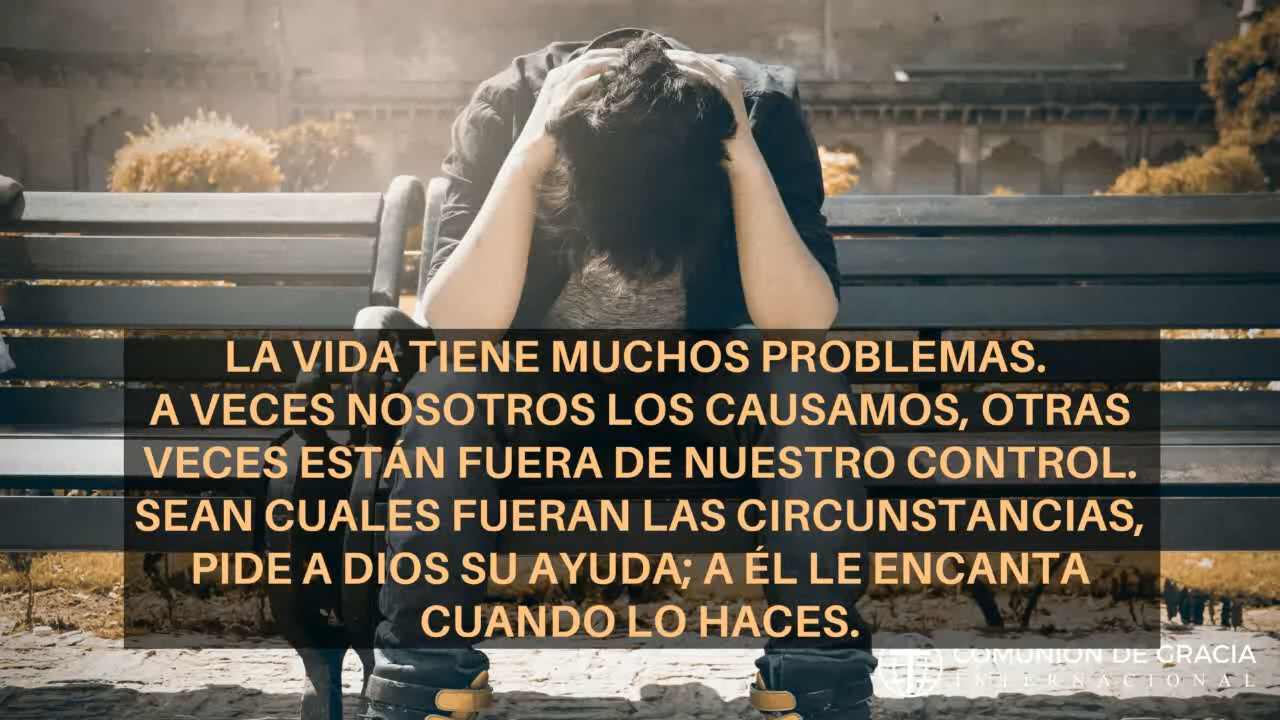 LA VIDA TIENE MUCHOS PROBLEMAS.
A VECES NOSOTROS LOS CAUSAMOS, OTRAS
VECES ESTÁN FUERA DE NUESTRO CONTROL.
SEAN CUALES FUERAN LAS CIRCUNSTANCIAS,
PIDE A DIOS SU AYUDA; A ÉL LE ENCANTA
CUANDO LO HACES.
COMUNIÓN DE GRACIA
INTERNACIONAL